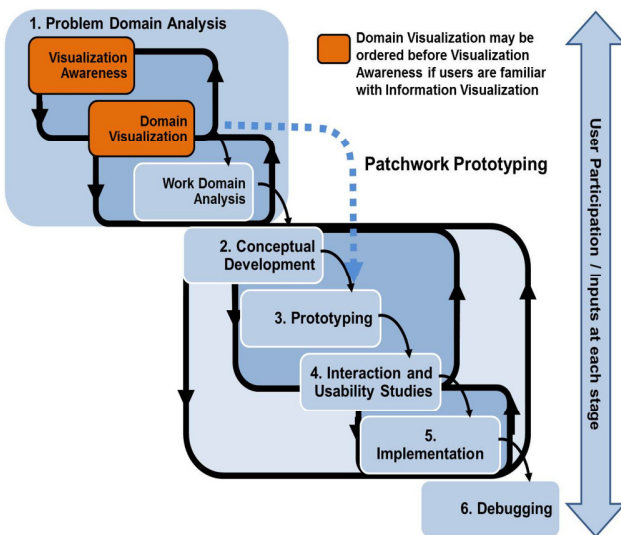 1. Problem Domain Analysis
Visualization
Awareness
Domain
Visualization
Work Domain
Analysis
Domain Visualization may be
ordered before Visualization
Awareness if users are familiar
with Information Visualization
Patchwork Prototyping
2. Conceptual
Development
3. Prototyping
4. Interaction and
Usability Studies
5.
Implementation
6. Debugging
User Participation / Inputs at each stage